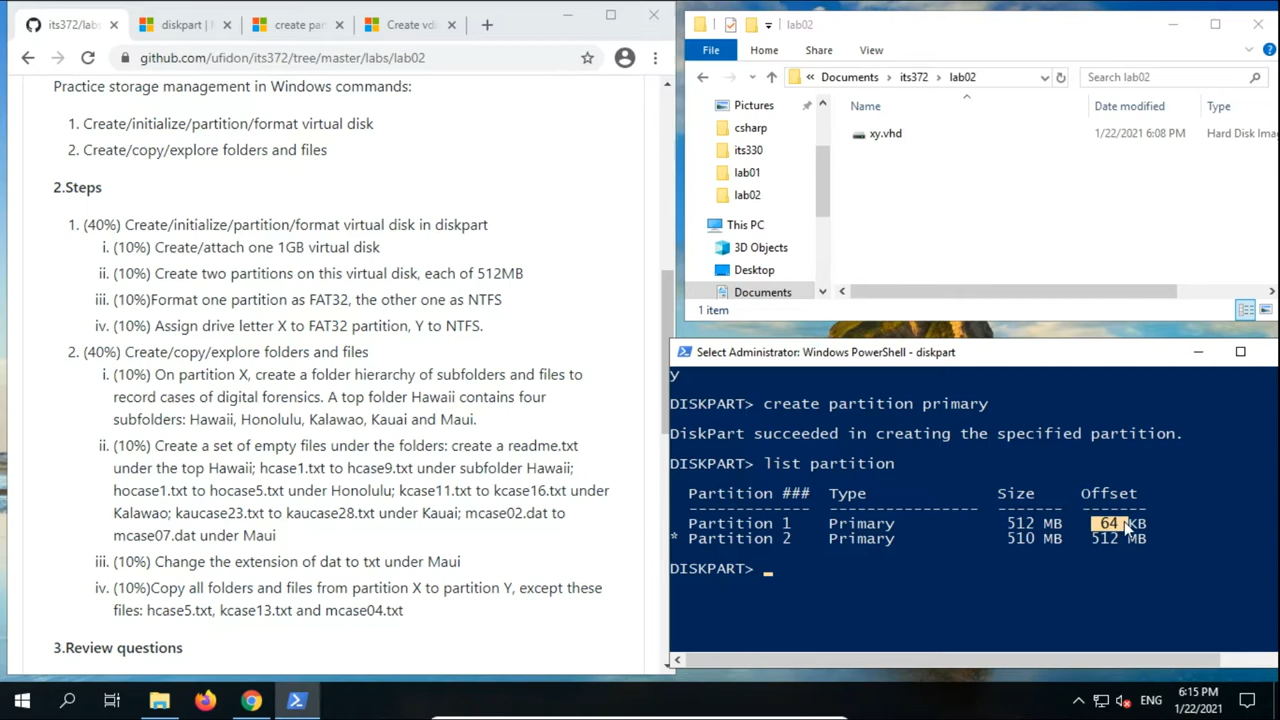 its372/lab
diskpart |
create par
Create vd
github.com/ufidon/its372/tree/master/labs/lab02
Practice storage management in Windows commands:
1. Create/initialize/partition/format virtual disk
2. Create/copy/explore folders and files
2.Steps
1. (40%) Create/initialize/partition/format virtual disk in diskpart
i. (10%) Create/attach one 1GB virtual disk
ii. (10%) Create two partitions on this virtual disk, each of 512MB
iii. (10%)Format one partition as FAT32, the other one as NTFS
iv. (10%) Assign drive letter X to FAT32 partition, Y to NTFS.
2. (40%) Create/copy/explore folders and files
i. (10%) On partition X, create a folder hierarchy of subfolders and files to
record cases of digital forensics. A top folder Hawaii contains four
subfolders: Hawaii, Honolulu, Kalawao, Kauai and Maui.
ii. (10%) Create a set of empty files under the folders: create a readme.txt
under the top Hawaii; hcase1.txt to hcase9.txt under subfolder Hawaii;
hocase1.txt to hocase5.txt under Honolulu; kcase11.txt to kcase16.txt under
Kalawao; kaucase23.txt to kaucase28.txt under Kauai; mcase02.dat to
mcase07.dat under Maui
iii. (10%) Change the extension of dat to txt under Maui
iv. (10%)Copy all folders and files from partition X to partition Y, except these
files: hcase5.txt, kcase13.txt and mcase04.txt
3.Review questions
lab02
File Home Share View
« Documents › its372 › lab02
Search lab02
Name Date modified Type
xy.vhd 1/22/2021 6:08 PM Hard Disk Ima
Pictures
csharp
its330
lab01
lab02
This PC
3D Objects
Desktop
Documents
1 item
Select Administrator: Windows PowerShell - diskpart
y
DISKPART> create partition primary
DiskPart succeeded in creating the specified partition.
DISKPART> list partition
Partition ### Type Size Offset
------------- ---------------- ------- -------
Partition 1 Primary 512 MB 64 KB
* Partition 2 Primary 510 MB 512 MB
DISKPART> _
ENG
6:15 PM
1/22/2021